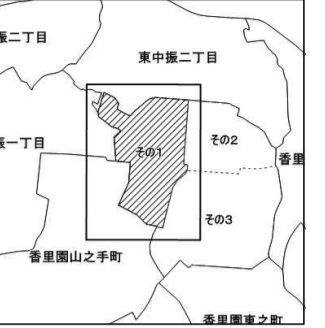 振二丁目
東中振二丁目
振一丁目
その1
その2
香里
その3
香里園山之手町
香里園東之町